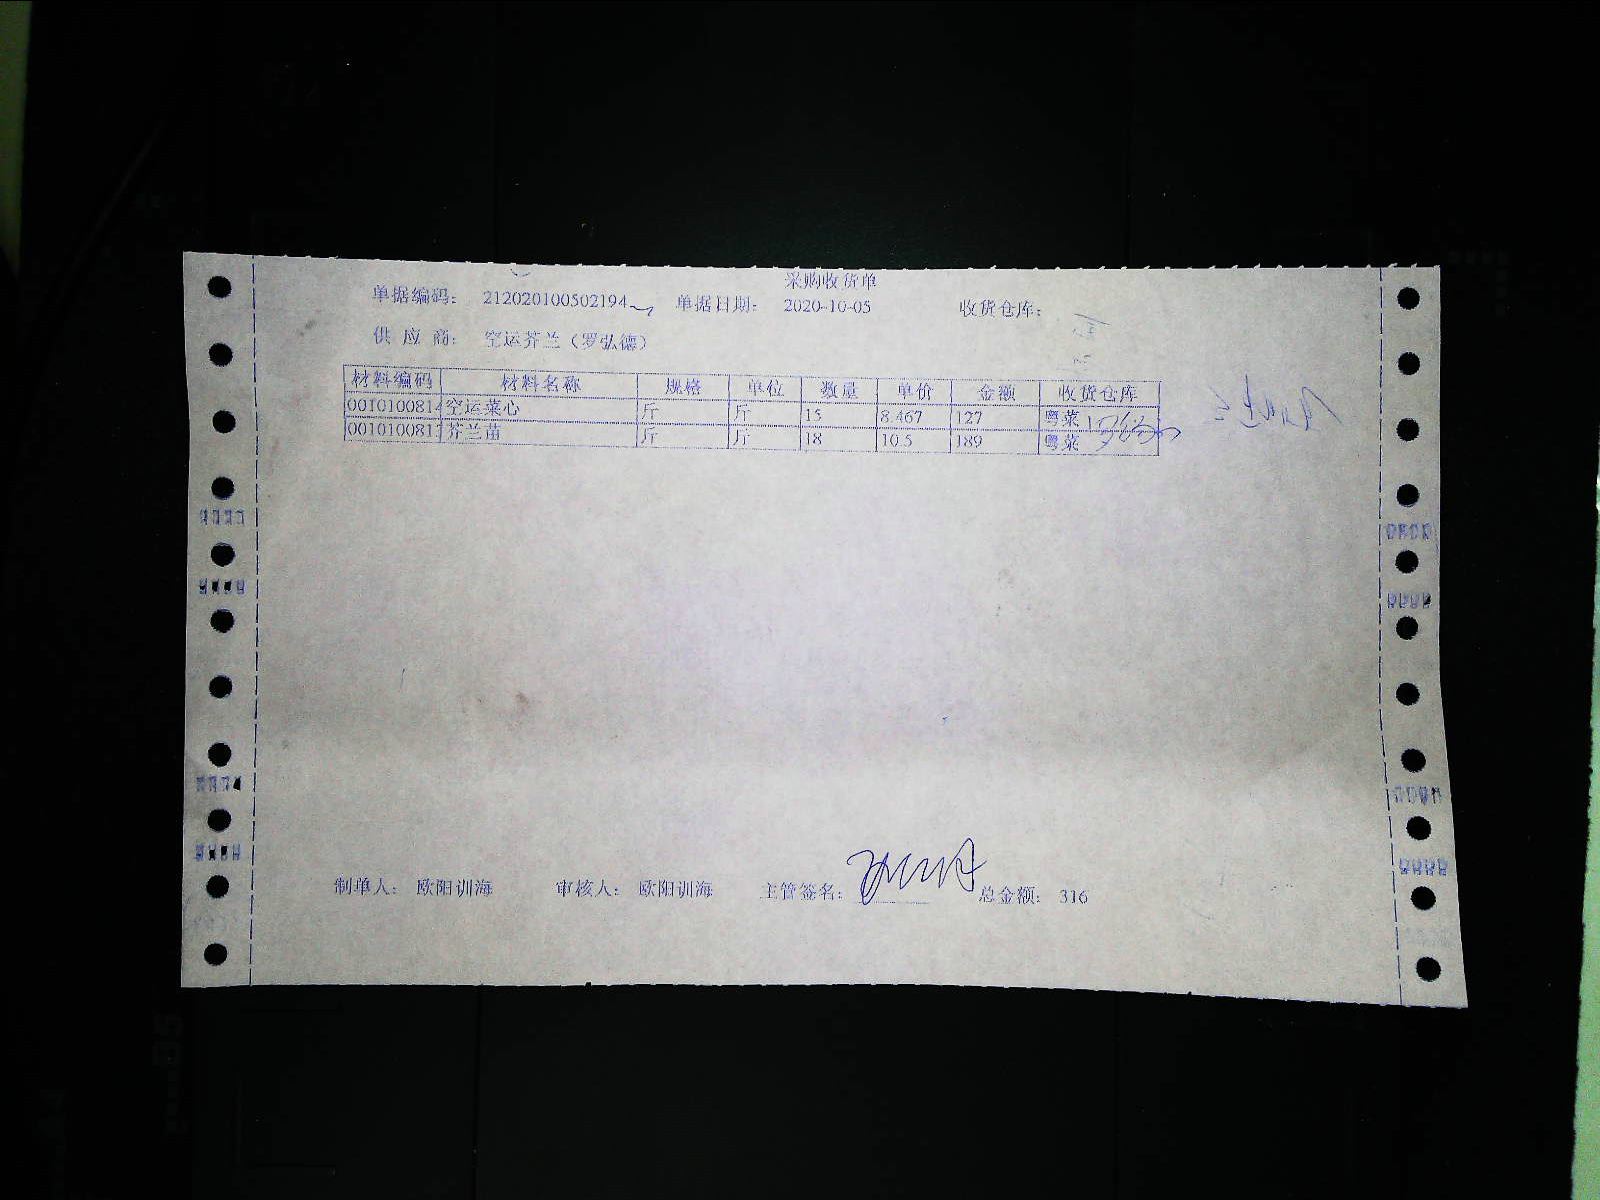 采购收货单
单据编码： 212020100502194 单据日期： 2020-10-05 收货仓库：
供 应 商： 空运芥兰（罗弘德）
材料编码 材料名称 规格 单位 数量 单价 金额 收货仓库
0010100814 空运菜心 斤 斤 15 8.467 127 粤菜
001010081 芥兰苗 斤 斤 18 10.5 189 粤菜
制单人： 欧阳训海 审核人： 欧阳训海 主管签名： 总金额： 316